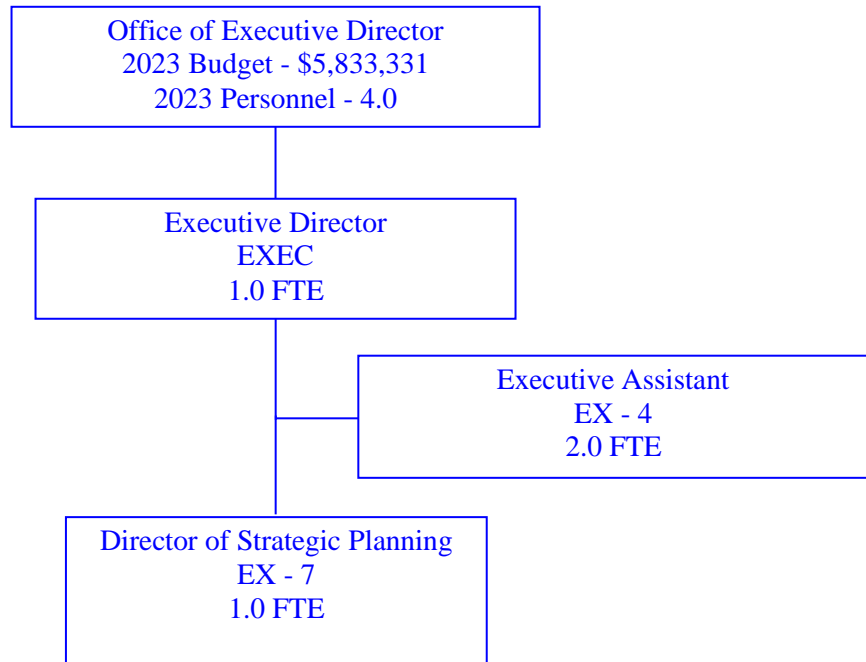 Office of Executive Director
2023 Budget - $5,833,331
2023 Personnel - 4.0
Executive Director
EXEC
1.0 FTE
Executive Assistant
EX - 4
2.0 FTE
Director of Strategic Planning
EX - 7
1.0 FTE